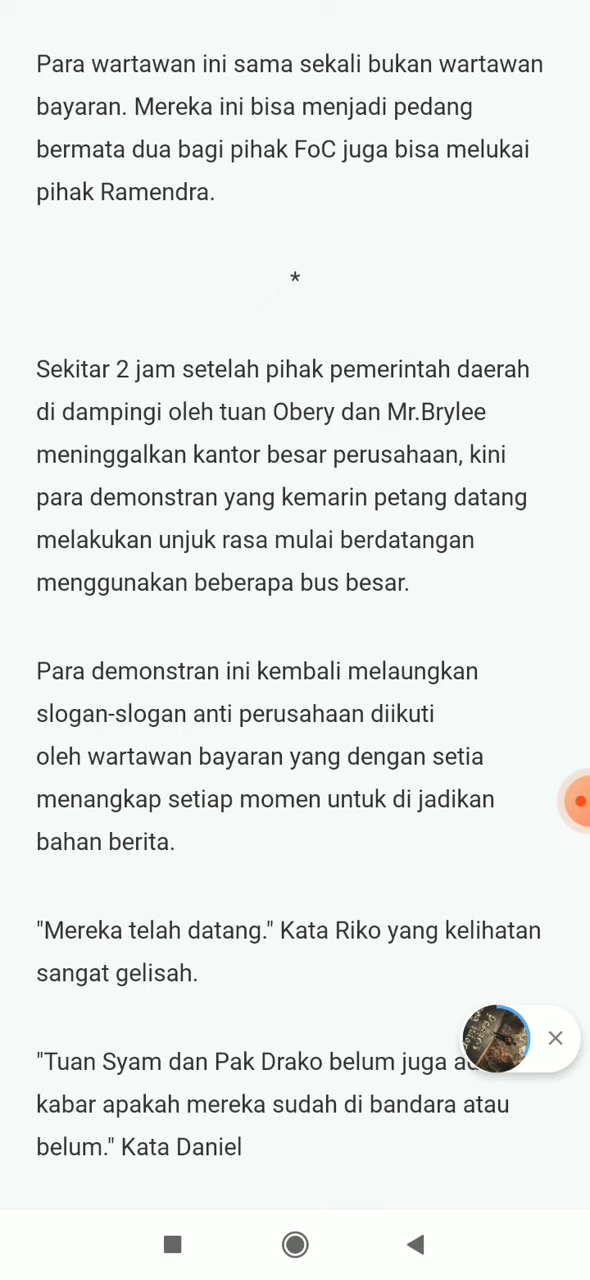 Para wartawan ini sama sekali bukan wartawan
bayaran. Mereka ini bisa menjadi pedang
bermata dua bagi pihak FoC juga bisa melukai
pihak Ramendra.
*
Sekitar 2 jam setelah pihak pemerintah daerah
di dampingi oleh tuan Obery dan Mr.Brylee
meninggalkan kantor besar perusahaan, kini
para demonstran yang kemarin petang datang
melakukan unjuk rasa mulai berdatangan
menggunakan beberapa bus besar.
Para demonstran ini kembali melaungkan
slogan-slogan anti perusahaan diikuti
oleh wartawan bayaran yang dengan setia
menangkap setiap momen untuk di jadikan
bahan berita.
"Mereka telah datang." Kata Riko yang kelihatan
sangat gelisah.
"Tuan Syam dan Pak Drako belum juga
kabar apakah mereka sudah di bandara atau
belum." Kata Daniel